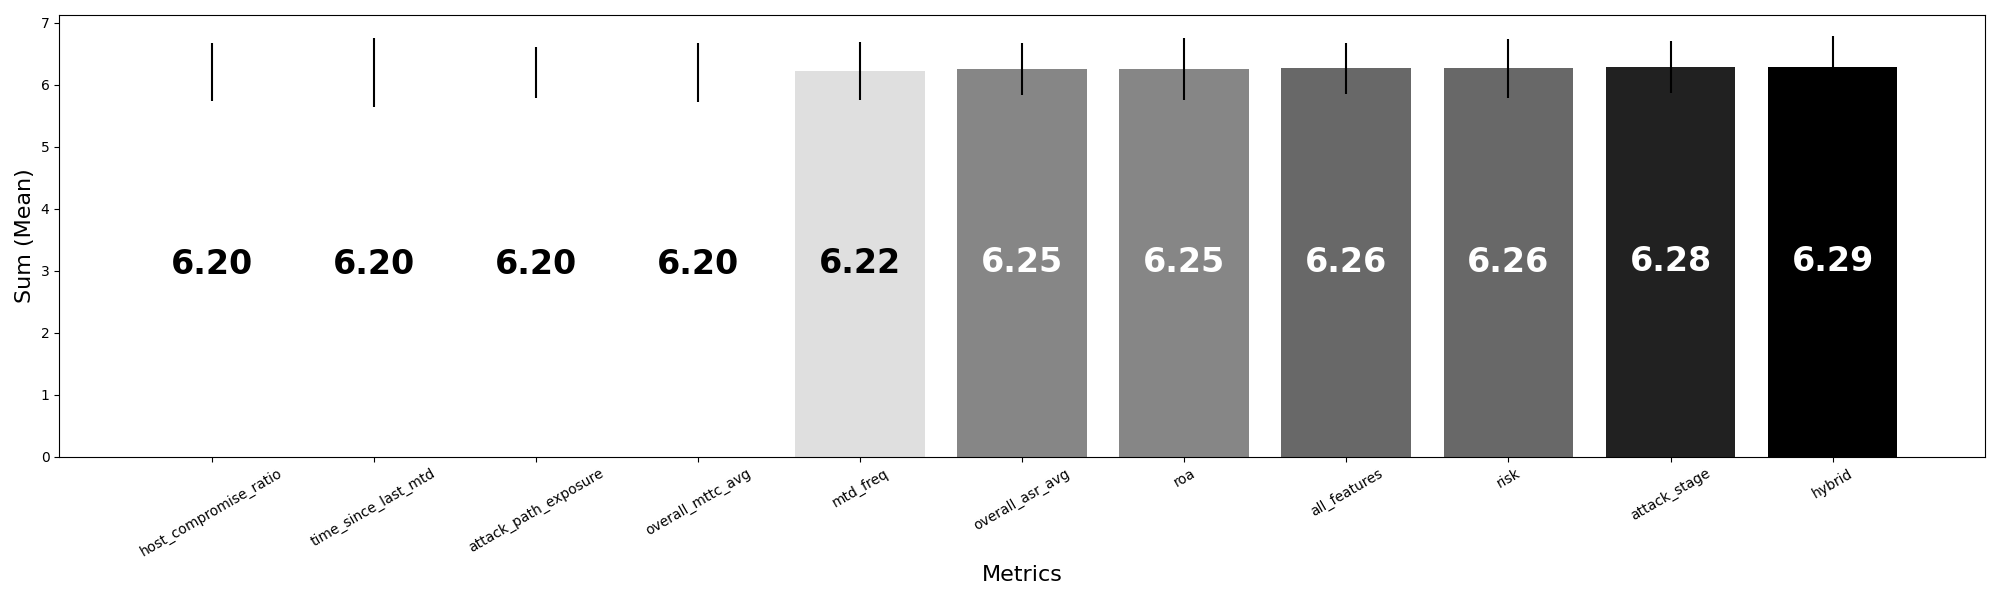 7
6
5
4
3
2
1
0
Sum (Mean)
6.20 6.20 6.20 6.20 6.22 6.25 6.25 6.26 6.26 6.28 6.29
host_compromise_ratio time_since_last_mtd attack_path_exposure overall_mttc_avg mtd_freq overall_asr_avg roa all_features risk attack_stage hybrid
Metrics